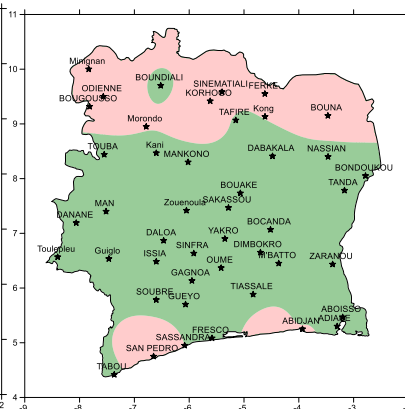 11
10
9
8
7
6
5
4
Minignan
BOUNDIALI
ODIENNE
SINEMATIALI
FERKE
BOUGOUSSO
KORHOGO
TAFIRE
Kong
BOUNA
Morondo
TOUBA
Kani
MANKONO
DABAKALA
NASSIAN
BONDOUKOU
TANDA
BOUAKE
MAN
Zouenoula
SAKASSOU
DANANE
BOCANDA
DALOA
YAKRO
Toulepleu
Guiglo
ISSIA
SINFRA
DIMBOKRO
M'BATTO
OUME
ZARANOU
GAGNOA
SOUBRE
GUEYO
TIASSALE
ABOISSO
ABIDJAN
ADIAKE
FRESCO
SASSANDRA
SAN PEDRO
TABOU
-9 -8 -7 -6 -5 -4 -3